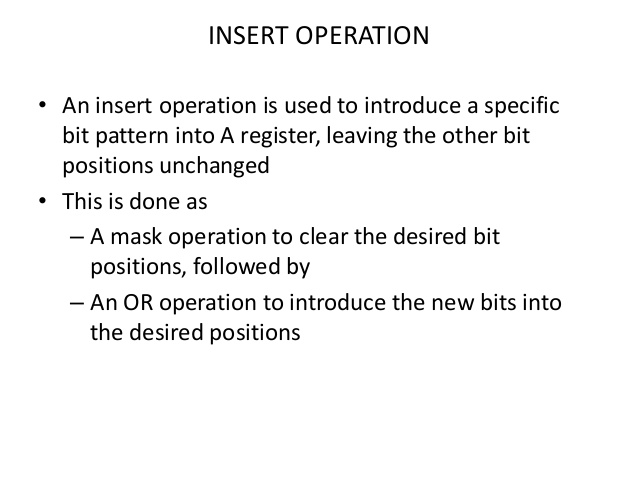 INSERT OPERATION
• An insert operation is used to introduce a specific
bit pattern into A register, leaving the other bit
positions unchanged
• This is done as
– A mask operation to clear the desired bit
positions, followed by
– An OR operation to introduce the new bits into
the desired positions